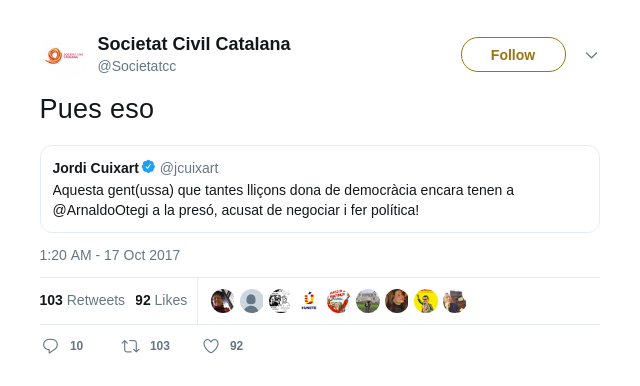 Societat Civil Catalana
@Societatcc
Follow
Pues eso
Jordi Cuixart @jcuixart
Aquesta gent(ussa) que tantes lliçons dona de democràcia encara tenen a
@ArnaldoOtegi a la presó, acusat de negociar i fer política!
1:20 AM - 17 Oct 2017
103 Retweets 92 Likes
10 103 92